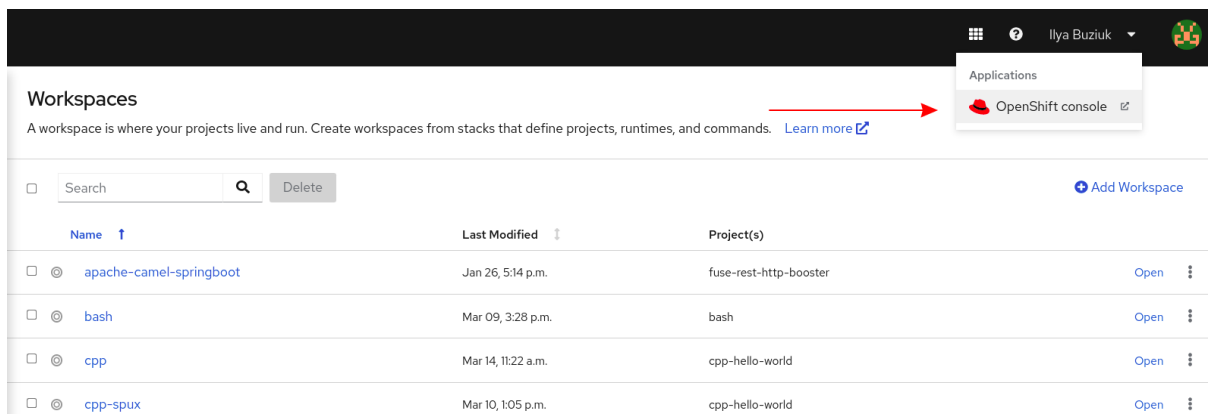 Ilya Buziuk
Applications
OpenShift console
Workspaces
A workspace is where your projects live and run. Create workspaces from stacks that define projects, runtimes, and commands. Learn more
Search Delete Add Workspace
Name Last Modified Project(s)
apache-camel-springboot Jan 26, 5:14 p.m. fuse-rest-http-booster Open
bash Mar 09, 3:28 p.m. bash Open
cpp Mar 14, 11:22 a.m. cpp-hello-world Open
cpp-spux Mar 10, 1:05 p.m. cpp-hello-world Open